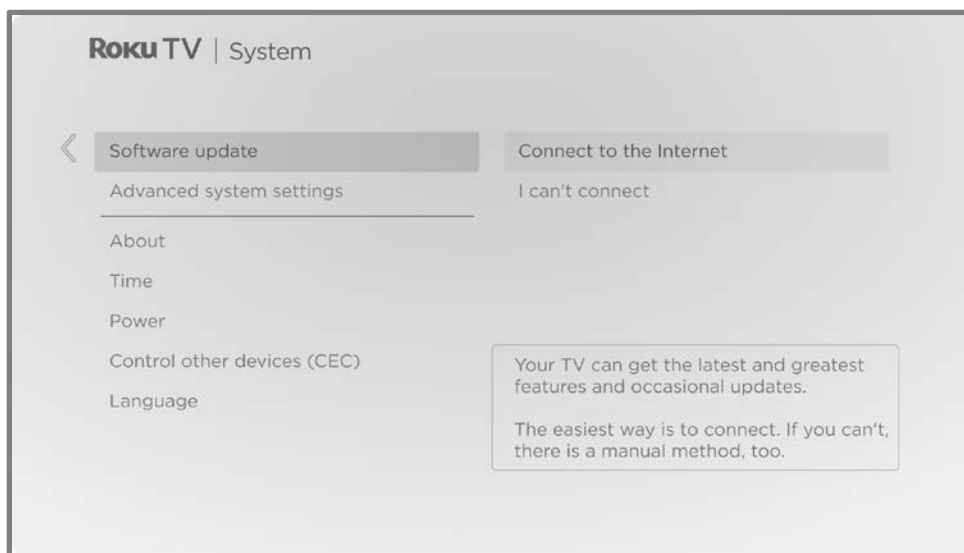 Roku TV | System
Software update
Advanced system settings
About
Time
Power
Control other devices (CEC)
Language
Connect to the Internet
I can't connect
Your TV can get the latest and greatest
features and occasional updates.
The easiest way is to connect. If you can't,
there is a manual method, too.